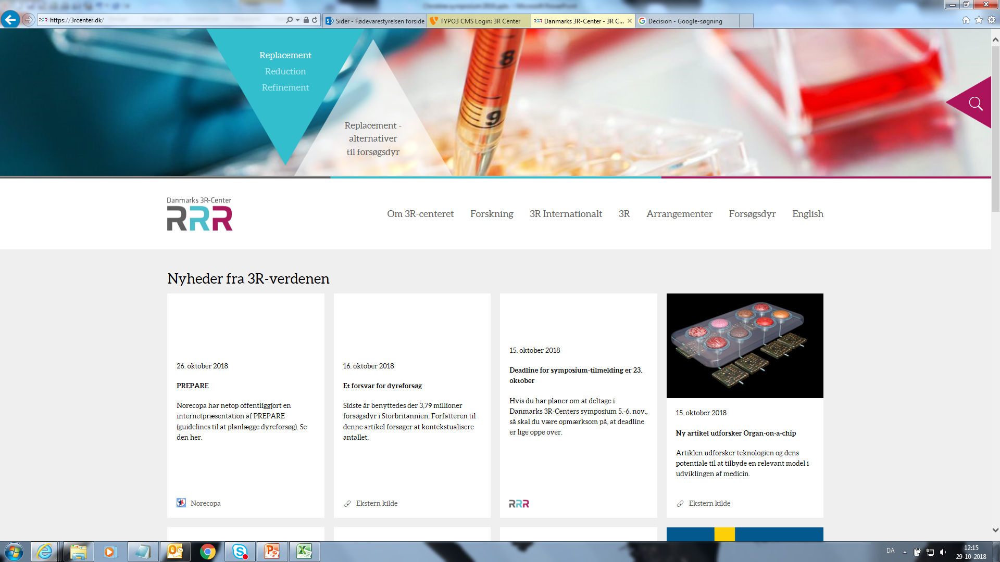 https://3rcenter.dk/
Sider - Fødevarestyrelsen forside
TYPO3 CMS Login: 3R Center
Danmarks 3R-Center - 3R C...
Decision - Google-søgning
Replacement
Reduction
Refinement
8
9
Replacement -
alternativer
til forsøgsdyr
Danmarks 3R-Center
RRR
Om 3R-centeret
Forskning
3R Internationalt
3R
Arrangementer
Forsøgsdyr
English
Nyheder fra 3R-verdenen
26. oktober 2018
PREPARE
Norecopa har netop offentliggjort en
internetpræsentation af PREPARE
(guidelines til at planlægge dyreforsøg). Se
den her.
Norecopa
16. oktober 2018
Et forsvar for dyreforsøg
Sidste år benyttedes der 3,79 millioner
forsøgsdyr i Storbritannien. Forfatteren til
denne artikel forsøger at kontekstualisere
antallet.
Ekstern kilde
15. oktober 2018
Deadline for symposium-tilmelding er 23.
oktober
Hvis du har planer om at deltage i
Danmarks 3R-Centers symposium 5.-6. nov.,
så skal du være opmærksom på, at deadline
er lige oppe over.
RRR
15. oktober 2018
Ny artikel udforsker Organ-on-a-chip
Artiklen udforsker teknologien og dens
potentiale til at tilbyde en relevant model i
udviklingen af medicin.
Ekstern kilde
DA
12:15
29-10-2018